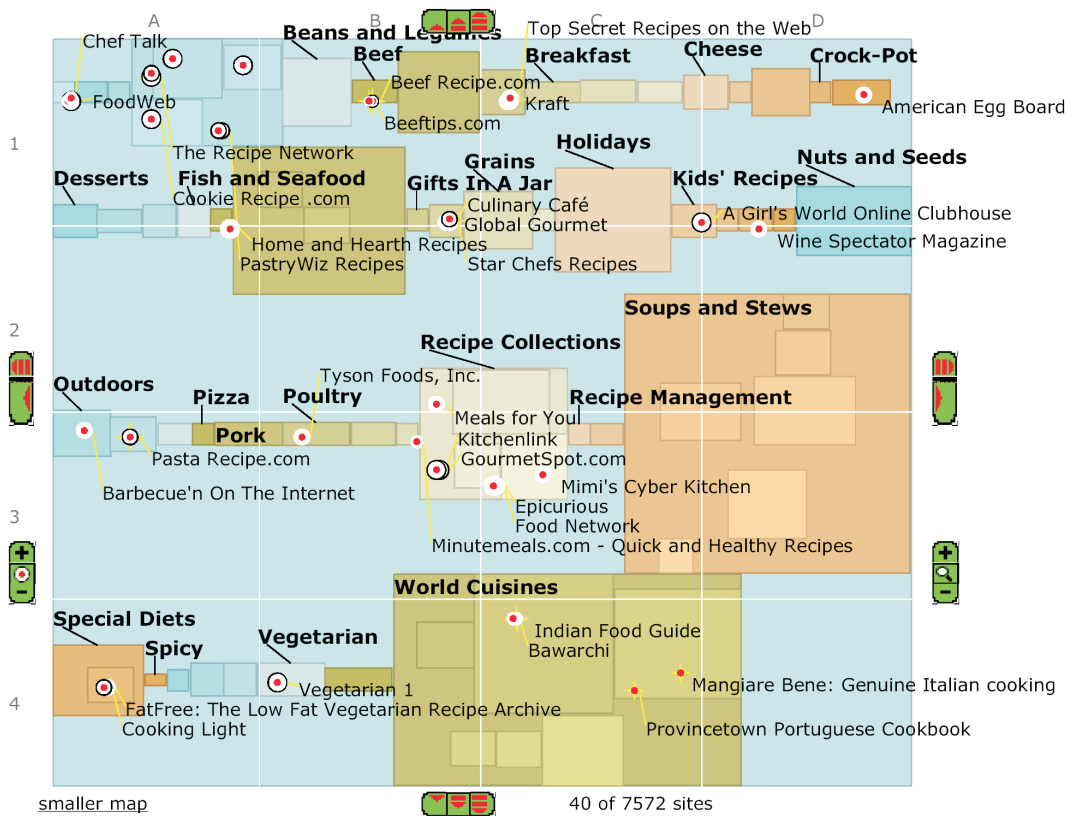 A
B
C
D
Top Secret Recipes on the Web
Beans and Legumes
Chef Talk
Beef
Breakfast
Cheese
Crock-Pot
Beef Recipe.com
FoodWeb
Kraft
American Egg Board
Beeftips.com
1
The Recipe Network
Holidays
Grains
Nuts and Seeds
Desserts
Fish and Seafood
Gifts In A Jar
Kids' Recipes
Cookie Recipe .com
Culinary Café
A Girl's World Online Clubhouse
Global Gourmet
Home and Hearth Recipes
Wine Spectator Magazine
PastryWiz Recipes
Star Chefs Recipes
Soups and Stews
2
Recipe Collections
Tyson Foods, Inc.
Outdoors
Pizza
Poultry
Recipe Management
Meals for You!
Pork
Kitchenlink
Pasta Recipe.com
GourmetSpot.com
Barbecue'n On The Internet
Mimi's Cyber Kitchen
Epicurious
3
Food Network
Minutemeals.com - Quick and Healthy Recipes
World Cuisines
Special Diets
Indian Food Guide
Vegetarian
Spicy
Bawarchi
Vegetarian 1
Mangiare Bene: Genuine Italian cooking
4
FatFree: The Low Fat Vegetarian Recipe Archive
Cooking Light
Provincetown Portuguese Cookbook
smaller map
40 of 7572 sites